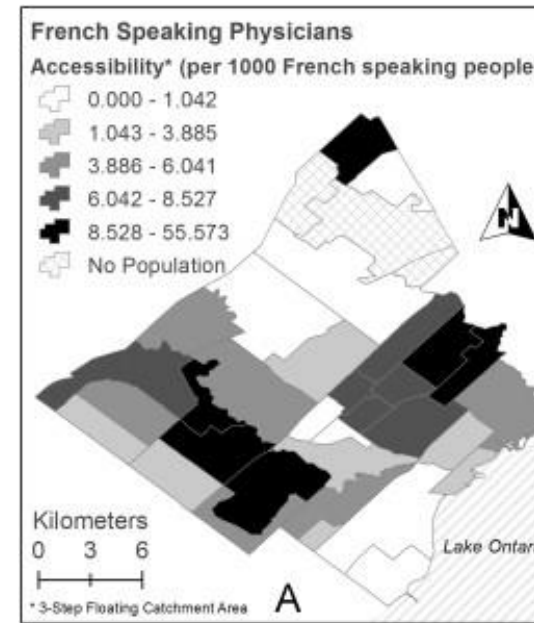 French Speaking Physicians
Accessibility* (per 1000 French speaking people
0.000 - 1.042
1.043 - 3.885
3.886 - 6.041
6.042 - 8.527
8.528 - 55.573
No Population
N
Kilometers
0 3 6
Lake Ontar
* 3-Step Floating Catchment Area
A